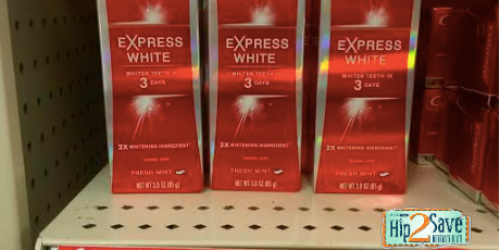 EXPRESS
WHITE
WHITER TEETH IN
3 DAYS
2X WHITENING INGREDIENT*
FRESH MINT
NET WT 3.0 OZ (85 g)
EXPRESS
WHITE
WHITER TEETH IN
3 DAYS
2X WHITENING INGREDIENT*
FRESH MINT
NET WT 3.0 OZ (85 g)
EXPRESS
WHITE
WHITER TEETH IN
3 DAYS
2X WHITENING INGREDIENT*
FRESH MINT
NET WT 3.0 OZ (85 g)
Hip2Save